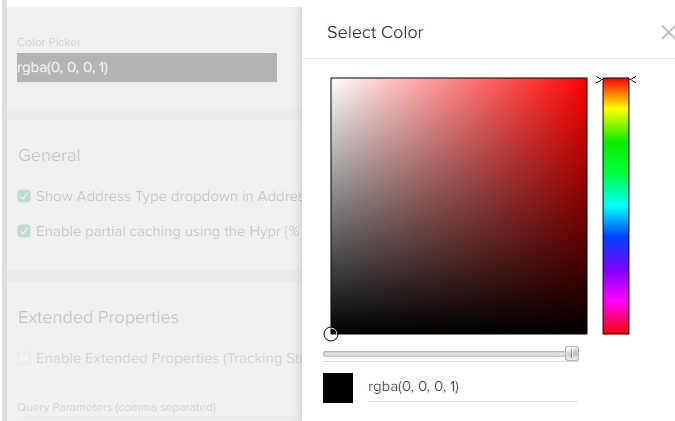 Color Picker
rgba(0, 0, 0, 1)
General
Show Address Type dropdown in Addres
Enable partial caching using the Hypr {%
Extended Properties
Enable Extended Properties (Tracking Str
Query Parameters (comma separated)
Select Color
rgba(0, 0, 0, 1)